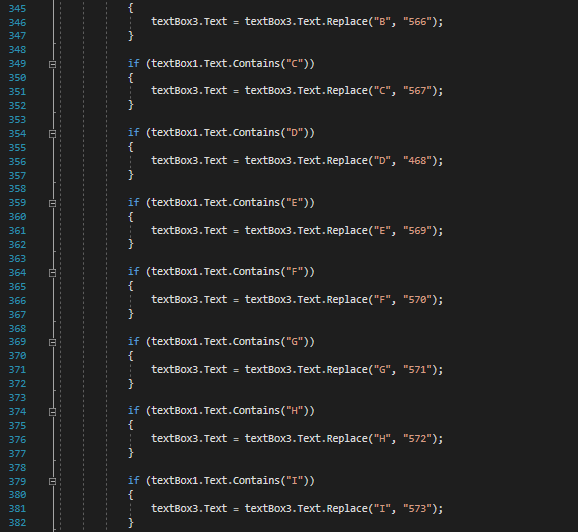 345 {
346 textBox3.Text = textBox3.Text.Replace("B", "566");
347 }
348
349 if (textBox1.Text.Contains("C"))
350 {
351 textBox3.Text = textBox3.Text.Replace("C", "567");
352 }
353
354 if (textBox1.Text.Contains("D"))
355 {
356 textBox3.Text = textBox3.Text.Replace("D", "468");
357 }
358
359 if (textBox1.Text.Contains("E"))
360 {
361 textBox3.Text = textBox3.Text.Replace("E", "569");
362 }
363
364 if (textBox1.Text.Contains("F"))
365 {
366 textBox3.Text = textBox3.Text.Replace("F", "570");
367 }
368
369 if (textBox1.Text.Contains("G"))
370 {
371 textBox3.Text = textBox3.Text.Replace("G", "571");
372 }
373
374 if (textBox1.Text.Contains("H"))
375 {
376 textBox3.Text = textBox3.Text.Replace("H", "572");
377 }
378
379 if (textBox1.Text.Contains("I"))
380 {
381 textBox3.Text = textBox3.Text.Replace("I", "573");
382 }